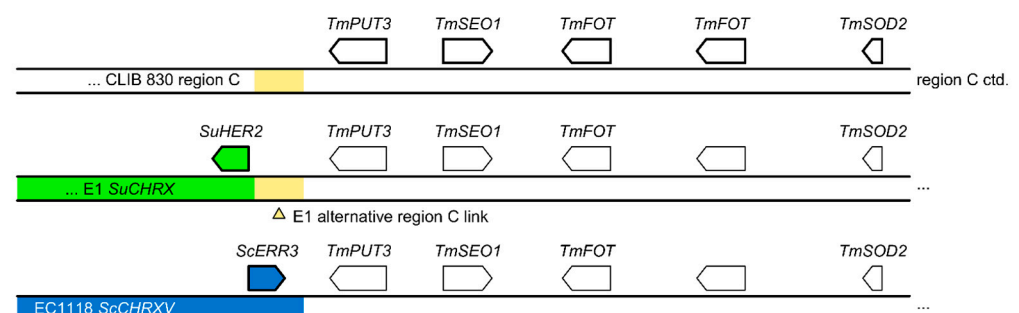 TmPUT3 TmSEO1 TmFOT TmFOT TmSOD2
... CLIB 830 region C region C ctd.
SuHER2 TmPUT3 TmSEO1 TmFOT TmSOD2
... E1 SuCHRX ...
E1 alternative region C link
ScERR3 TmPUT3 TmSEO1 TmFOT TmSOD2
EC1118 ScCHRXV ...